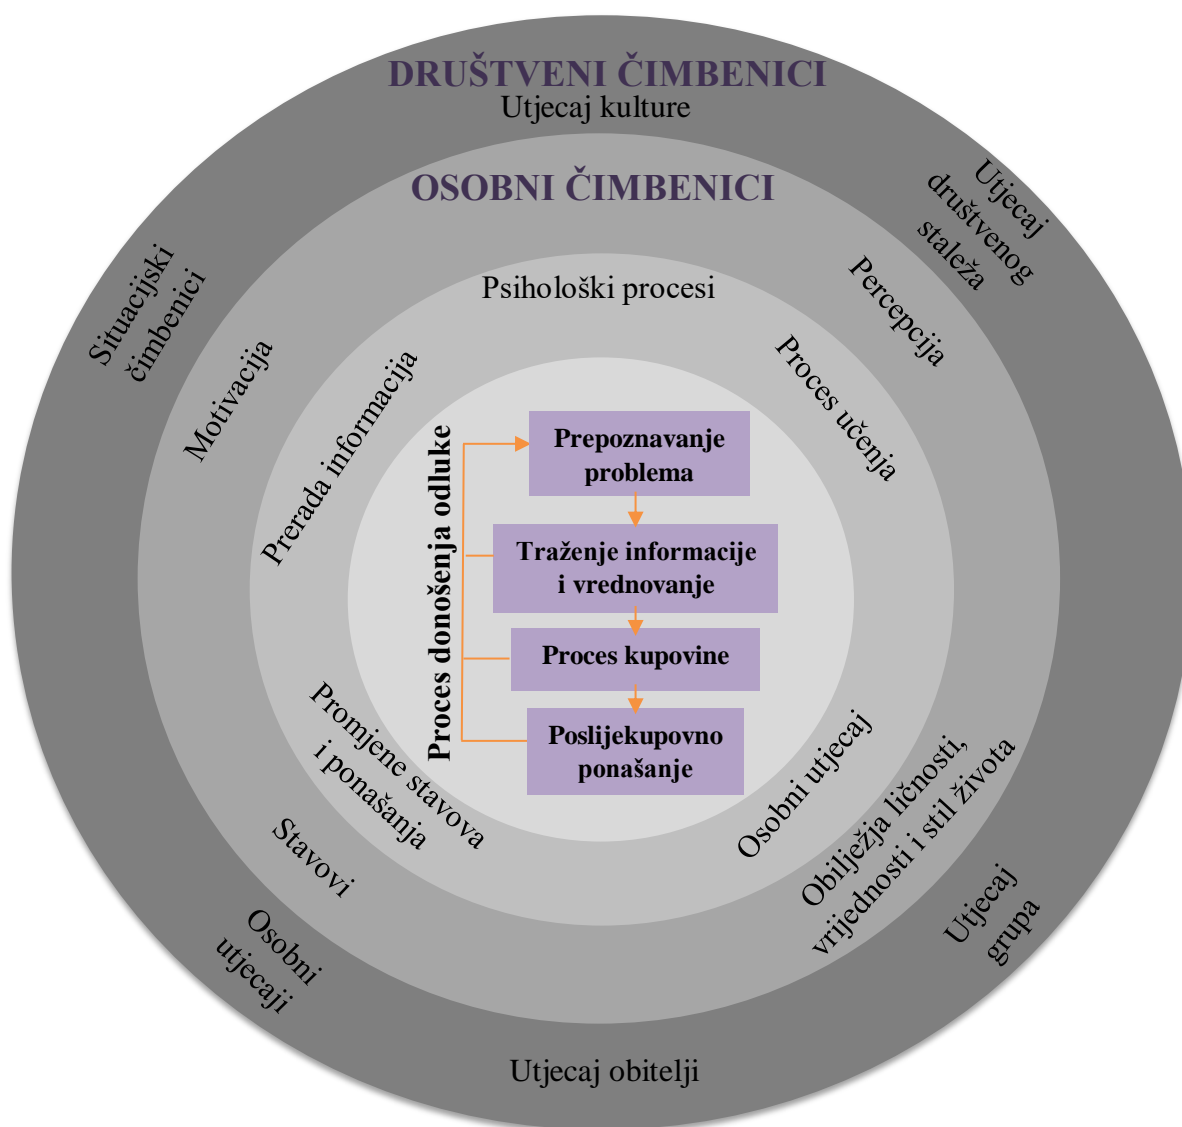 DRUŠTVENI ČIMBENICI
Utjecaj kulture
Utjecaj
društvenog
staleža
Situacijski
čimbenici
OSOBNI ČIMBENICI
Percepcija
Motivacija
Psihološki procesi
Proces učenja
Prerada informacija
Proces donošenja odluke
Prepoznavanje
problema
Traženje informacije
i vrednovanje
Proces kupovine
Poslijekupovno
ponašanje
Promjene stavova
i ponašanja
Osobni utjecaj
Stavovi
Obilježja ličnosti,
vrijednosti i stil života
Osobni
utjecaji
Utjecaj
grupa
Utjecaj obitelji